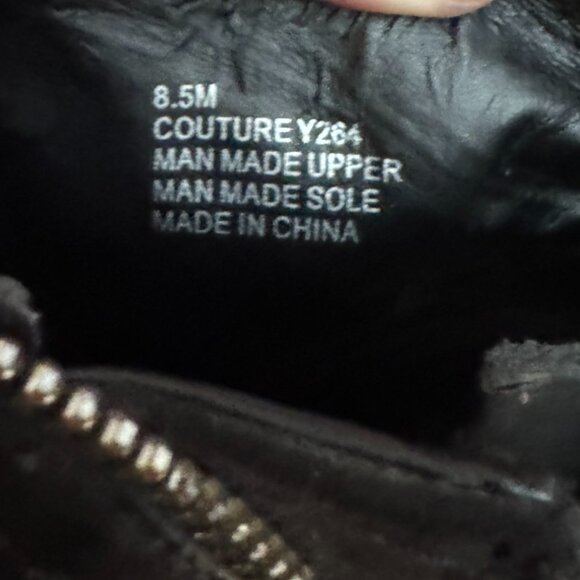 8.5M
COUTURE Y264
MAN MADE UPPER
MAN MADE SOLE
MADE IN CHINA